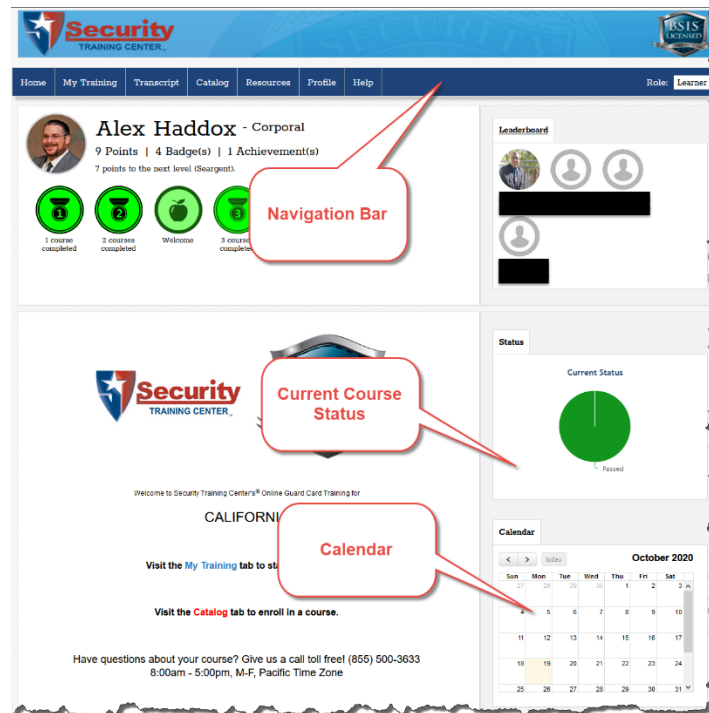 Security
TRAINING CENTER™
BSIS
LICENSED
Home My Training Transcript Catalog Resources Profile Help Role: Learner
Alex Haddox - Corporal
9 Points | 4 Badge(s) | 1 Achievement(s)
7 points to the next level (Seargent).
1
2
3
1 course
completed
2 courses
completed
Welcome
3 course
complete
Navigation Bar
Leaderboard
Security
TRAINING CENTER™
Current Course
Status
Status
Current Status
Passed
Welcome to Security Training Center's® Online Guard Card Training for
CALIFORNI
Visit the My Training tab to st
Visit the Catalog tab to enroll in a course.
Have questions about your course? Give us a call toll free! (855) 500-3633
8:00am - 5:00pm, M-F, Pacific Time Zone
Calendar
Calendar
< > today October 2020
Sun Mon Tue Wed Thu Fri Sat
27 28 29 30 1 2 3
4 5 6 7 8 9 10
11 12 13 14 15 16 17
18 19 20 21 22 23 24
25 26 27 28 29 30 31